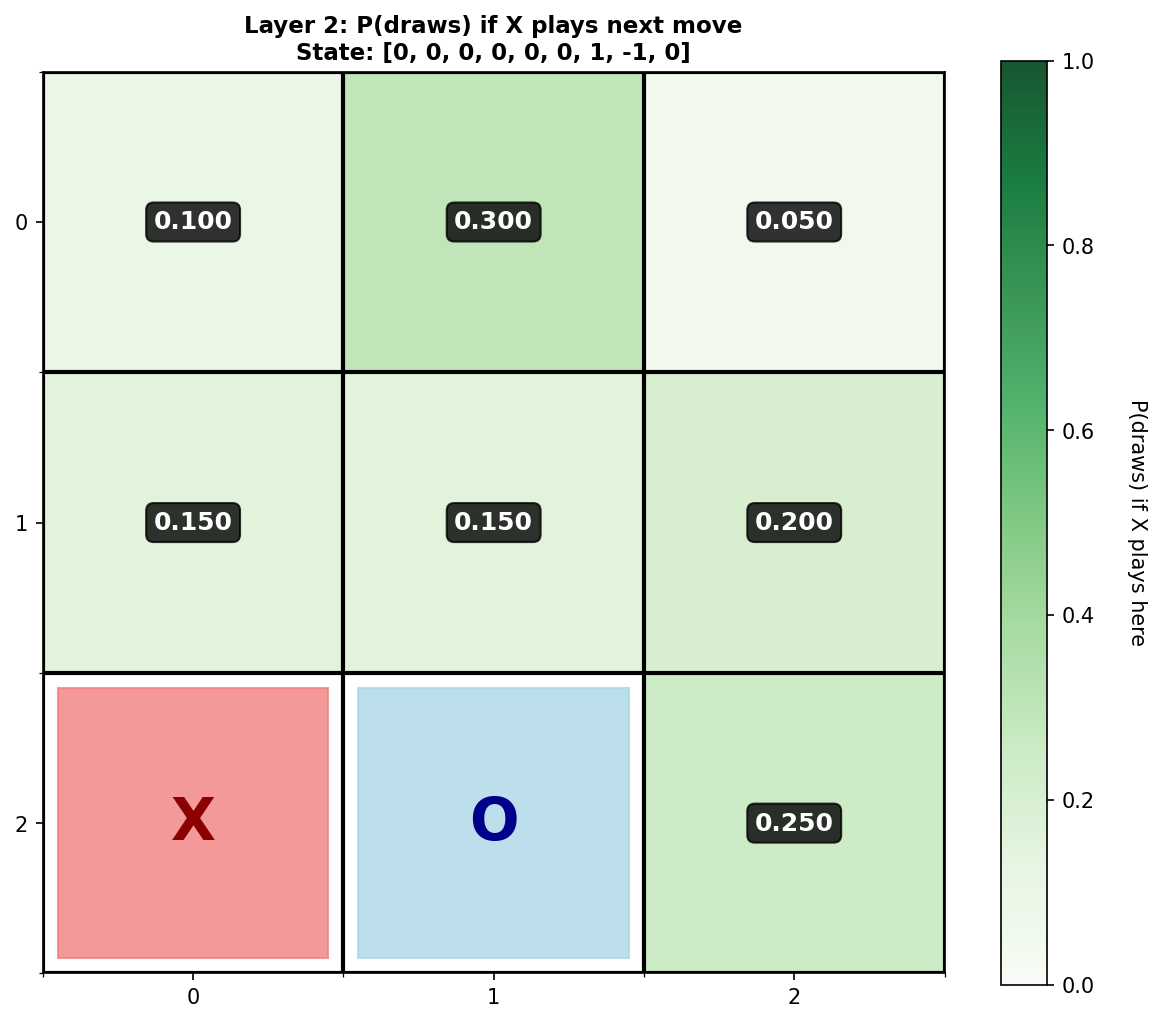 Layer 2: P(draws) if X plays next move
State: [0, 0, 0, 0, 0, 0, 1, -1, 0]
0
0.100 0.300 0.050
1
0.150 0.150 0.200
2
X O 0.250
0 1 2
1.0
0.8
0.6
0.4
0.2
0.0
P(draws) if X plays here